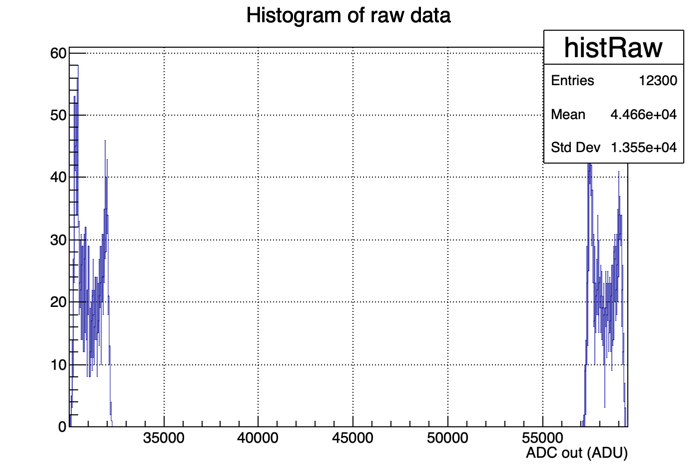 Histogram of raw data
histRaw
Entries 12300
Mean 4.466e+04
Std Dev 1.355e+04
60
50
40
30
20
10
0
35000 40000 45000 50000 55000
ADC out (ADU)